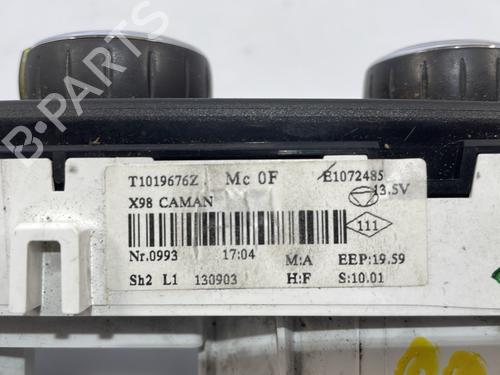 T1019676Z Mc 0F E1072485
X98 CAMAN 13.5V
111
Nr.0993 17:04 M:A EEP:19.59
Sh2 L1 130903 H:F S:10.01
B-PARTS